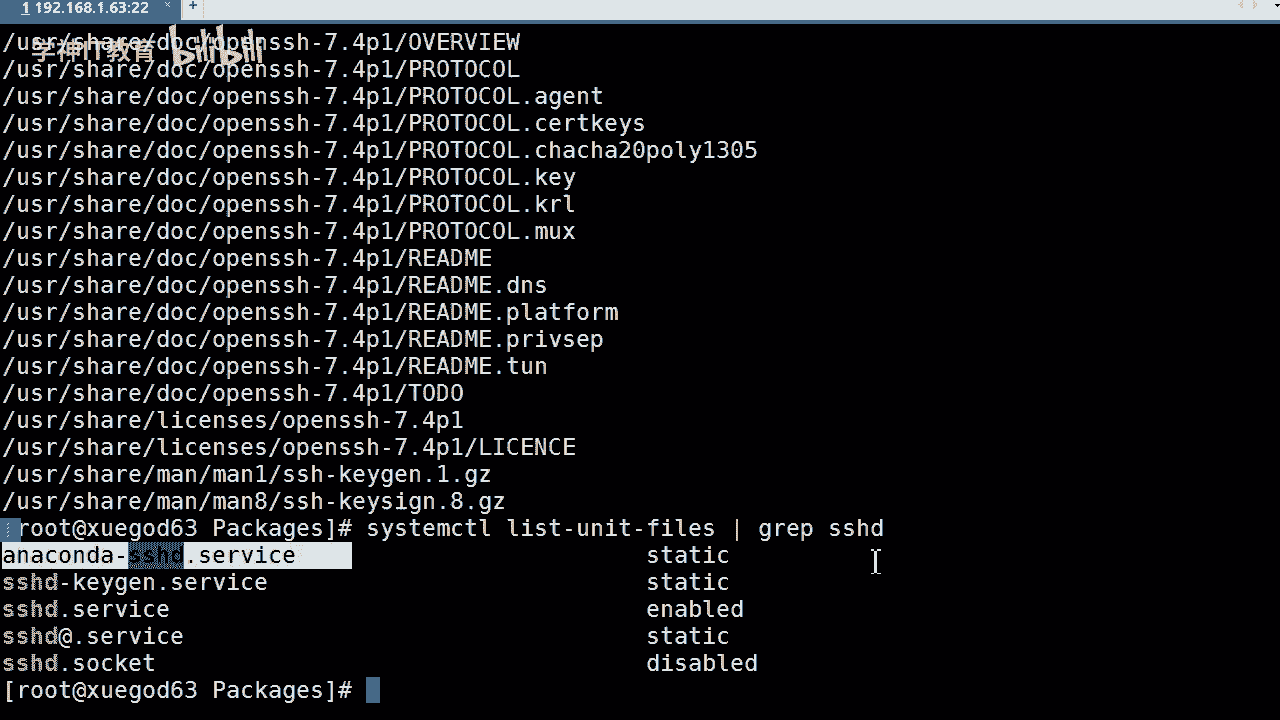 1 192.168.1.63:22 × +
/usr/share/doc/openssh-7.4p1/OVERVIEW
学神IT教育 bilibili
/usr/share/doc/openssh-7.4p1/PROTOCOL
/usr/share/doc/openssh-7.4p1/PROTOCOL.agent
/usr/share/doc/openssh-7.4p1/PROTOCOL.certkeys
/usr/share/doc/openssh-7.4p1/PROTOCOL.chacha20poly1305
/usr/share/doc/openssh-7.4p1/PROTOCOL.key
/usr/share/doc/openssh-7.4p1/PROTOCOL.krl
/usr/share/doc/openssh-7.4p1/PROTOCOL.mux
/usr/share/doc/openssh-7.4p1/README
/usr/share/doc/openssh-7.4p1/README.dns
/usr/share/doc/openssh-7.4p1/README.platform
/usr/share/doc/openssh-7.4p1/README.privsep
/usr/share/doc/openssh-7.4p1/README.tun
/usr/share/doc/openssh-7.4p1/TODO
/usr/share/licenses/openssh-7.4p1
/usr/share/licenses/openssh-7.4p1/LICENCE
/usr/share/man/man1/ssh-keygen.1.gz
/usr/share/man/man8/ssh-keysign.8.gz
[root@xuegod63 Packages]# systemctl list-unit-files | grep sshd
anaconda-sshd.service static
sshd-keygen.service static
sshd.service enabled
sshd@.service static
sshd.socket disabled
[root@xuegod63 Packages]#